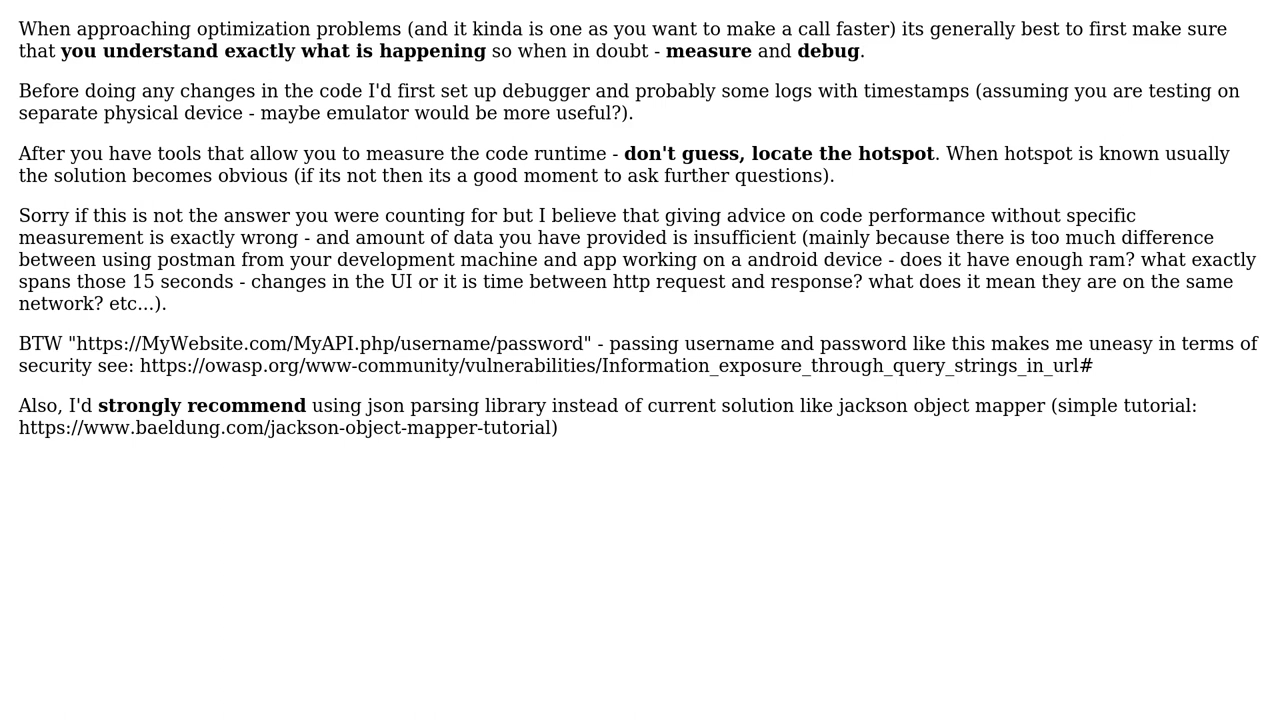 When approaching optimization problems (and it kinda is one as you want to make a call faster) its generally best to first make sure
that you understand exactly what is happening so when in doubt - measure and debug.
Before doing any changes in the code I'd first set up debugger and probably some logs with timestamps (assuming you are testing on
separate physical device - maybe emulator would be more useful?).
After you have tools that allow you to measure the code runtime - don't guess, locate the hotspot. When hotspot is known usually
the solution becomes obvious (if its not then its a good moment to ask further questions).
Sorry if this is not the answer you were counting for but I believe that giving advice on code performance without specific
measurement is exactly wrong - and amount of data you have provided is insufficient (mainly because there is too much difference
between using postman from your development machine and app working on a android device - does it have enough ram? what exactly
spans those 15 seconds - changes in the UI or it is time between http request and response? what does it mean they are on the same
network? etc...).
BTW "https://MyWebsite.com/MyAPI.php/username/password" - passing username and password like this makes me uneasy in terms of
security see: https://owasp.org/www-community/vulnerabilities/Information_exposure_through_query_strings_in_url#
Also, I'd strongly recommend using json parsing library instead of current solution like jackson object mapper (simple tutorial:
https://www.baeldung.com/jackson-object-mapper-tutorial)